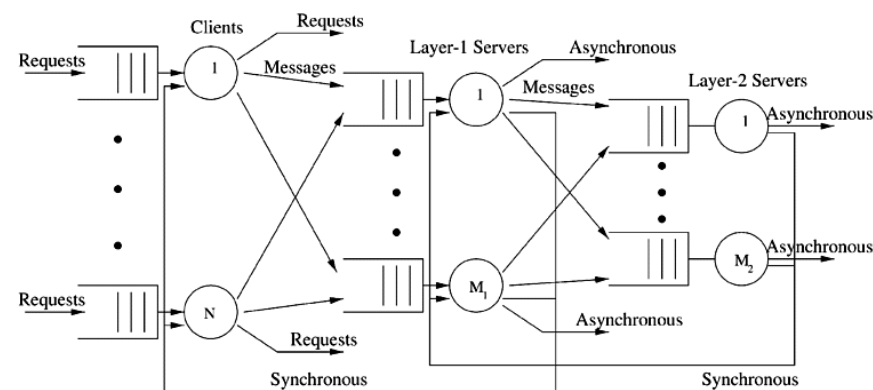 Clients
Requests
Requests
1
Messages
Layer-1 Servers
Asynchronous
1
Messages
Layer-2 Servers
1
Asynchronous
Requests
N
Requests
M1
Asynchronous
M2
Asynchronous
Synchronous
Synchronous